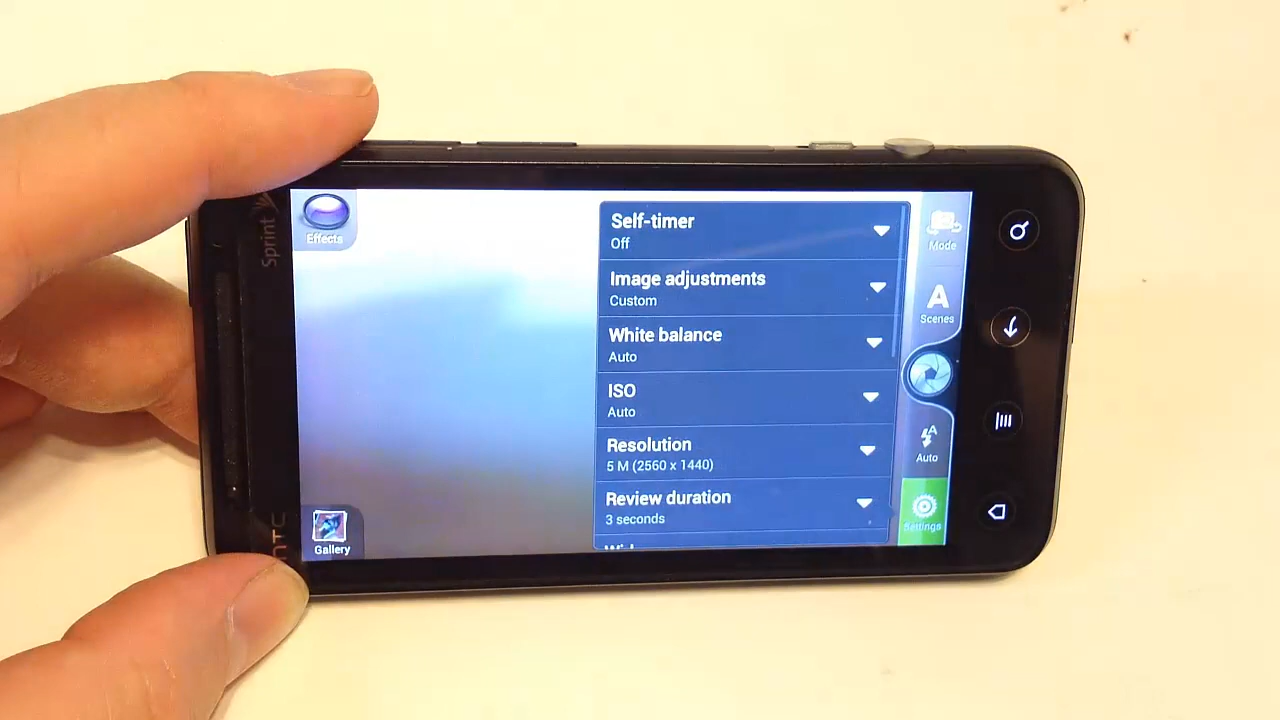 Sprint
hTC
Effects
Gallery
Self-timer
Off
Image adjustments
Custom
White balance
Auto
ISO
Auto
Resolution
5 M (2560 x 1440)
Review duration
3 seconds
Mode
A
Scenes
A
Auto
Settings